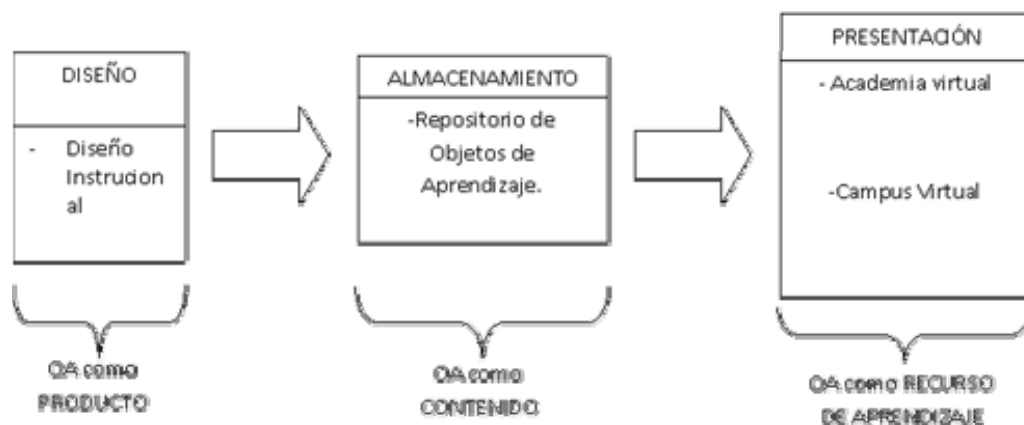 DISEÑO
- Diseño
Instrucion
al
OA como
PRODUCTO
ALMACENAMIENTO
-Repositorio de
Objetos de
Aprendizaje.
OA como
CONTENIDO
PRESENTACIÓN
- Academia virtual
-Campus Virtual
OA como RECURSO
DE APRENDIZAJE